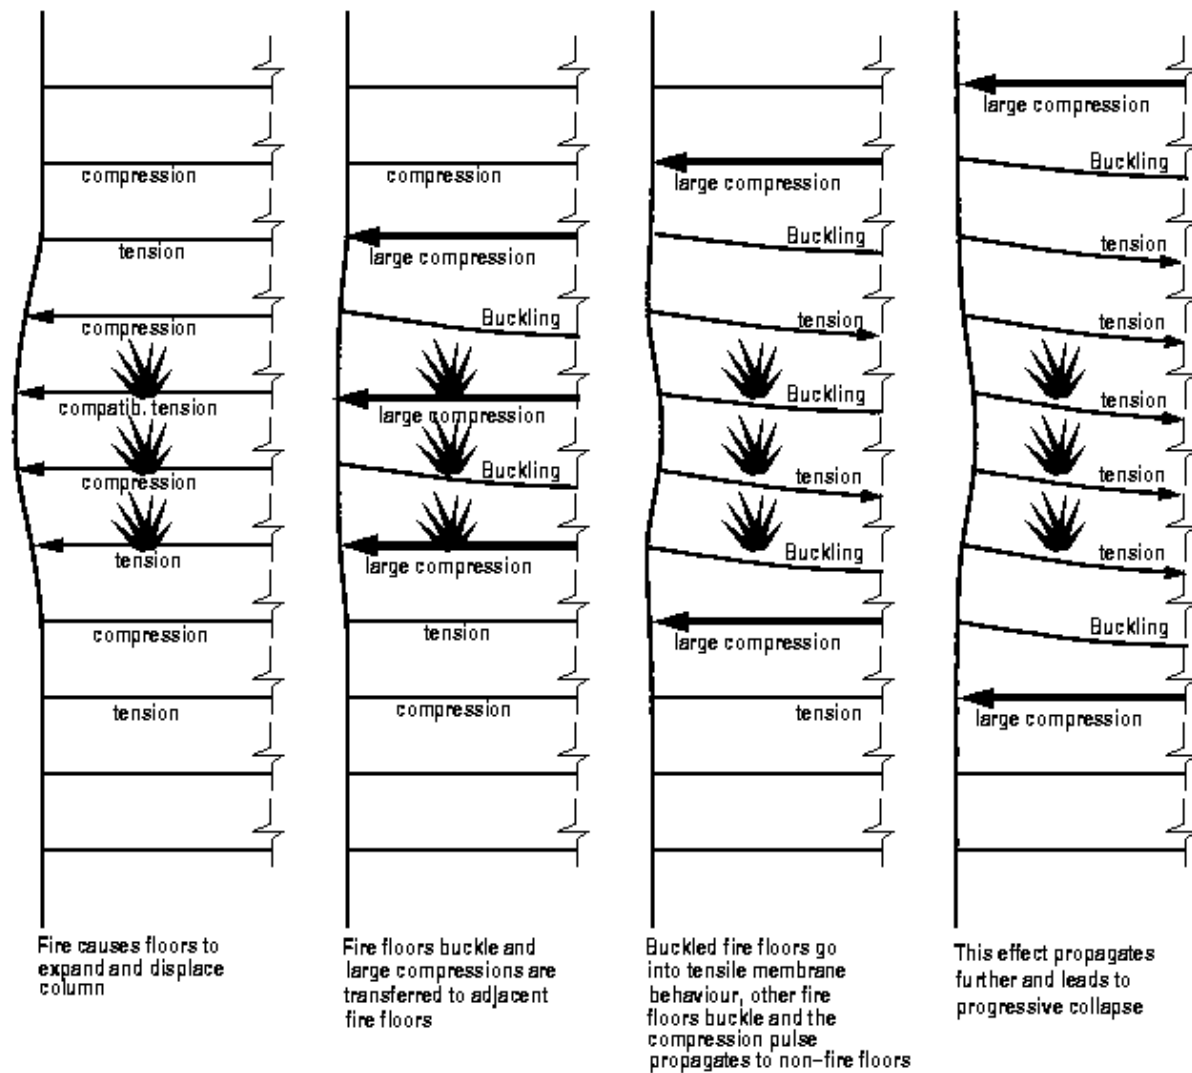 compression
tension
compression
compatib. tension
compression
tension
compression
tension
Fire causes floors to
expand and displace
column
compression
large compression
Buckling
large compression
Buckling
large compression
tension
compression
Fire floors buckle and
large compressions are
transferred to adjacent
fire floors
large compression
Buckling
tension
Buckling
tension
Buckling
large compression
tension
Buckled fire floors go
into tensile membrane
behaviour, other fire
floors buckle and the
compression pulse
propagates to non-fire floors
large compression
Buckling
tension
tension
tension
tension
tension
Buckling
large compression
This effect propagates
further and leads to
progressive collapse